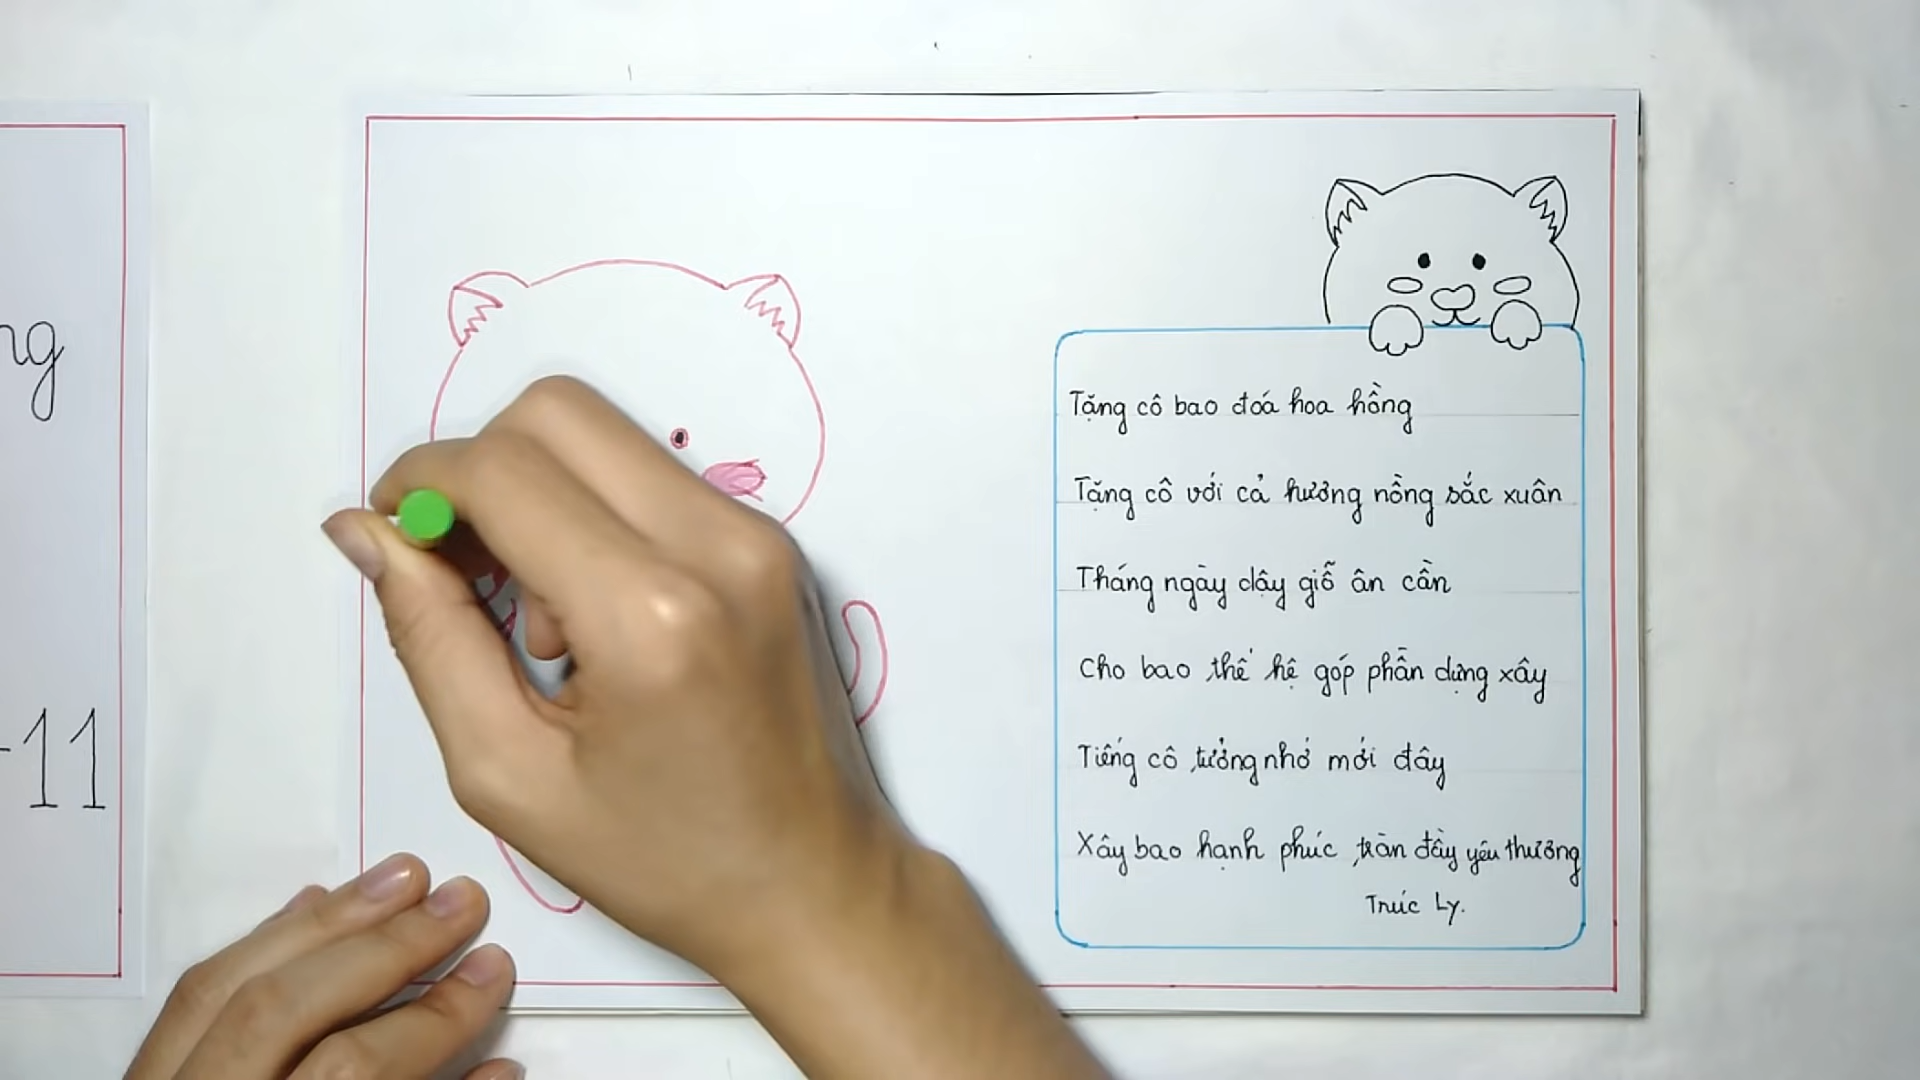 ng
-11
Tặng cô bao đoá hoa hồng
Tặng cô với cả hương nồng sắc xuân
Tháng ngày dậy giỗ ân cần
Cho bao thế hệ góp phần dựng xây
Tiếng cô tưởng nhớ mới đây
Xây bao hạnh phúc tràn đầy yêu thương
Trúc Ly.